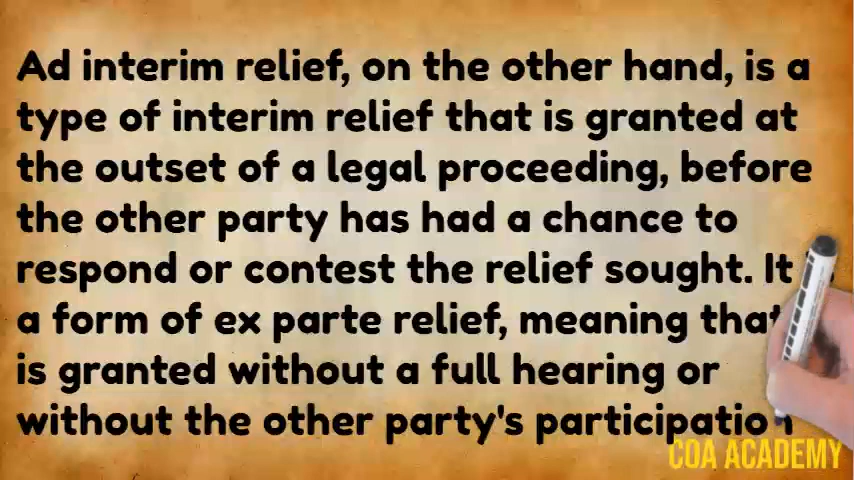 Ad interim relief, on the other hand, is a
type of interim relief that is granted at
the outset of a legal proceeding, before
the other party has had a chance to
respond or contest the relief sought. It
a form of ex parte relief, meaning that
is granted without a full hearing or
without the other party's participation
COA ACADEMY